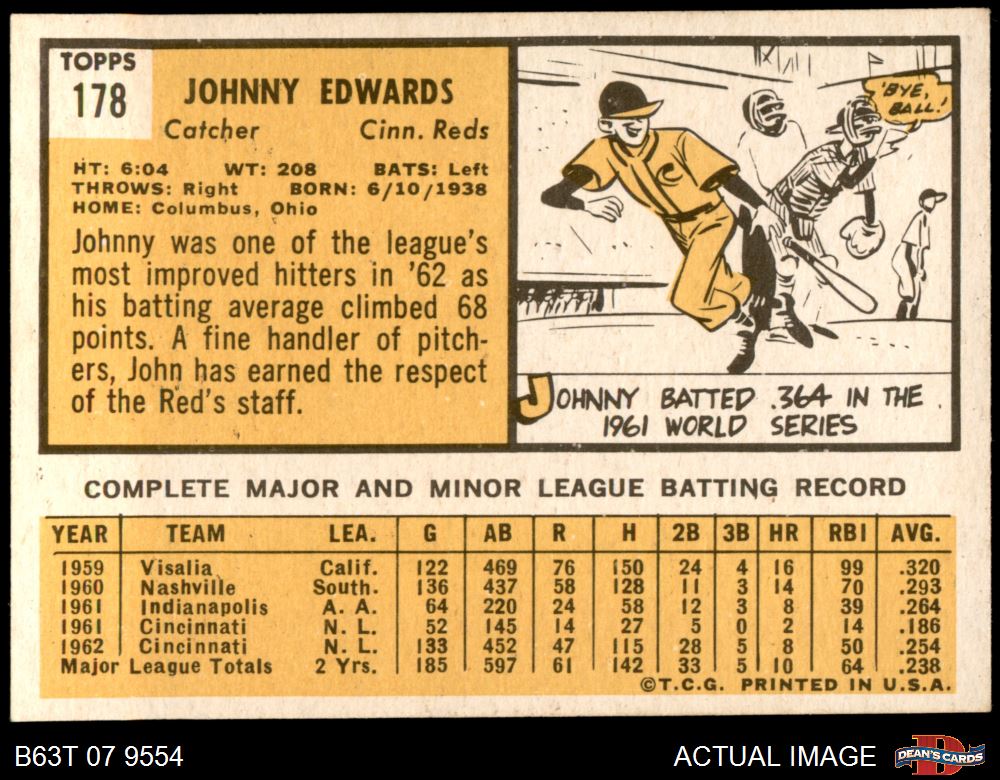 TOPPS
178
JOHNNY EDWARDS
Catcher Cinn. Reds
HT: 6:04 WT: 208 BATS: Left
THROWS: Right BORN: 6/10/1938
HOME: Columbus, Ohio
Johnny was one of the league's
most improved hitters in '62 as
his batting average climbed 68
points. A fine handler of pitch-
ers, John has earned the respect
of the Red's staff.
'BYE,
BALL!
C
JOHNNY BATTED .364 IN THE
1961 WORLD SERIES
COMPLETE MAJOR AND MINOR LEAGUE BATTING RECORD
YEAR TEAM LEA. G AB R H 2B 3B HR RBI AVG.
1959 Visalia Calif. 122 469 76 150 24 4 16 99 .320
1960 Nashville South. 136 437 58 128 11 3 14 70 .293
1961 Indianapolis A. A. 64 220 24 58 12 3 8 39 .264
1961 Cincinnati N. L. 52 145 14 27 5 0 2 14 .186
1962 Cincinnati N. L. 133 452 47 115 28 5 8 50 .254
Major League Totals 2 Yrs. 185 597 61 142 33 5 10 64 .238
©T.C.G. PRINTED IN U.S.A.
B63T 07 9554
ACTUAL IMAGE
D
DEAN'S CARDS